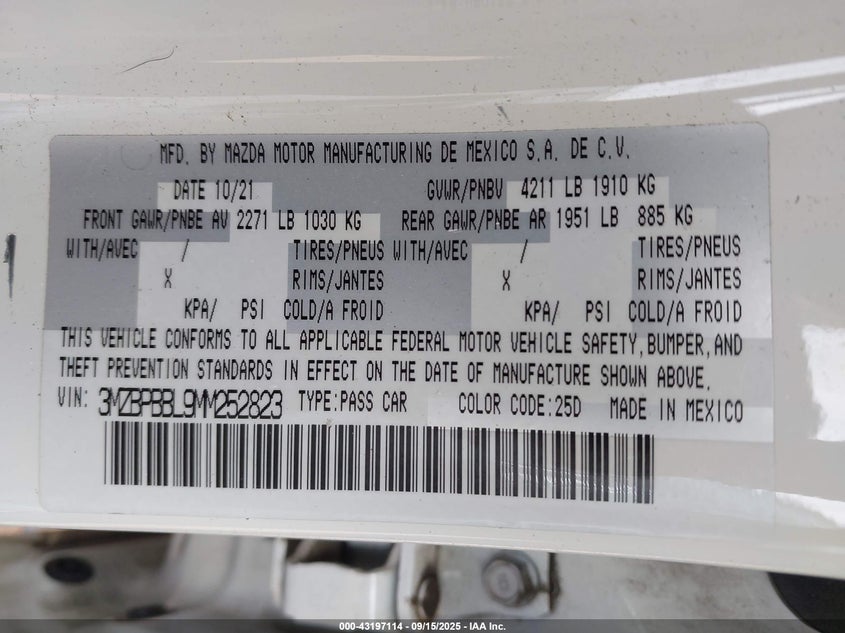 MFD. BY MAZDA MOTOR MANUFACTURING DE MEXICO S.A. DE C.V.
DATE 10/21 GVWR/PNBV 4211 LB 1910 KG
FRONT GAWR/PNBE AV 2271 LB 1030 KG REAR GAWR/PNBE AR 1951 LB 885 KG
WITH/AVEC / TIRES/PNEUS WITH/AVEC / TIRES/PNEUS
X RIMS/JANTES X RIMS/JANTES
KPA/ PSI COLD/A FROID KPA/ PSI COLD/A FROID
THIS VEHICLE CONFORMS TO ALL APPLICABLE FEDERAL MOTOR VEHICLE SAFETY, BUMPER, AND
THEFT PREVENTION STANDARDS IN EFFECT ON THE DATE OF MANUFACTURE SHOWN ABOVE.
VIN: 3MZBPBBL9MM252823 TYPE:PASS CAR COLOR CODE:25D MADE IN MEXICO
000-43197114 - 09/15/2025 - IAA Inc.